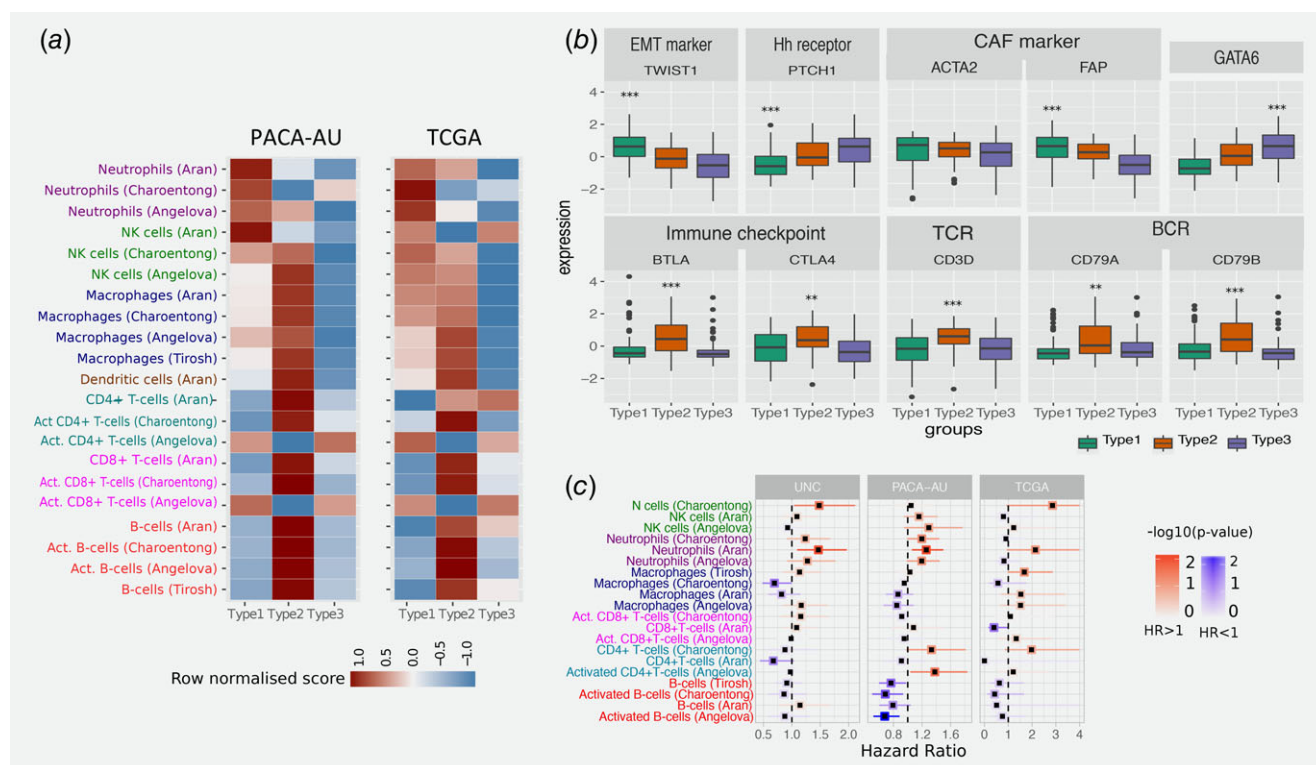 (a)
PACA-AU TCGA
Neutrophils (Aran)
Neutrophils (Charoentong)
Neutrophils (Angelova)
NK cells (Aran)
NK cells (Charoentong)
NK cells (Angelova)
Macrophages (Aran)
Macrophages (Charoentong)
Macrophages (Angelova)
Macrophages (Tirosh)
Dendritic cells (Aran)
CD4+ T-cells (Aran)
Act CD4+ T-cells (Charoentong)
Act. CD4+ T-cells (Angelova)
CD8+ T-cells (Aran)
Act. CD8+ T-cells (Charoentong)
Act. CD8+ T-cells (Angelova)
B-cells (Aran)
Act. B-cells (Charoentong)
Act. B-cells (Angelova)
B-cells (Tirosh)
Type1 Type2 Type3 Type1 Type2 Type3
1.0 0.5 0.0 -0.5 -1.0
Row normalised score
(b)
EMT marker Hh receptor CAF marker GATA6
TWIST1 PTCH1 ACTA2 FAP
4
2
0
−2
*** *** *** ***
expression
Immune checkpoint TCR BCR
BTLA CTLA4 CD3D CD79A CD79B
4
2
0
−2
*** ** *** ** ***
Type1 Type2 Type3 Type1 Type2 Type3 Type1 Type2 Type3 Type1 Type2 Type3 Type1 Type2 Type3
groups
Type1 Type2 Type3
(c)
UNC PACA−AU TCGA
N cells (Charoentong)
NK cells (Aran)
NK cells (Angelova)
Neutrophils (Charoentong)
Neutrophils (Aran)
Neutrophils (Angelova)
Macrophages (Tirosh)
Macrophages (Charoentong)
Macrophages (Aran)
Macrophages (Angelova)
Act. CD8+ T-cells (Charoentong)
CD8+T-cells (Aran)
Act. CD8+T-cells (Angelova)
CD4+ T-cells (Charoentong)
CD4+T-cells (Aran)
Activated CD4+T-cells (Angelova)
B-cells (Tirosh)
Activated B-cells (Charoentong)
B-cells (Aran)
Activated B-cells (Angelova)
0.5 1.0 1.5 2.0 0.8 1.2 1.6 0 1 2 3 4
Hazard Ratio
-log10(p-value)
2 2
1 1
0 0
HR>1 HR<1